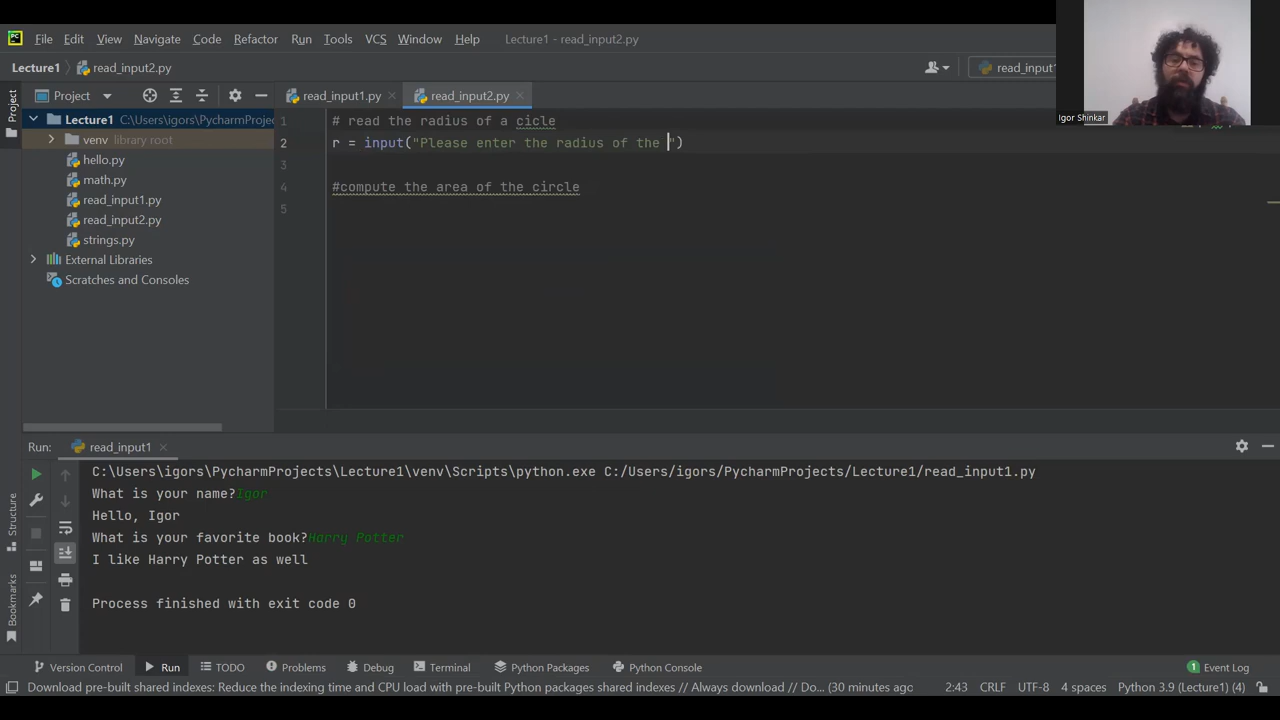 PC File Edit View Navigate Code Refactor Run Tools VCS Window Help Lecture1 - read_input2.py
Lecture1 read_input2.py read_input1
Igor Shinkar
Project
Project read_input1.py read_input2.py
Lecture1 C:\Users\igors\PycharmProje
venv library root
hello.py
math.py
read_input1.py
read_input2.py
strings.py
External Libraries
Scratches and Consoles
1 # read the radius of a cicle
2 r = input("Please enter the radius of the ")
3
4 #compute the area of the circle
5
Run: read_input1
C:\Users\igors\PycharmProjects\Lecture1\venv\Scripts\python.exe C:/Users/igors/PycharmProjects/Lecture1/read_input1.py
What is your name?Igor
Hello, Igor
What is your favorite book?Harry Potter
I like Harry Potter as well
Process finished with exit code 0
Structure
Bookmarks
Version Control Run TODO Problems Debug Terminal Python Packages Python Console 1 Event Log
Download pre-built shared indexes: Reduce the indexing time and CPU load with pre-built Python packages shared indexes // Always download // Do... (30 minutes ago 2:43 CRLF UTF-8 4 spaces Python 3.9 (Lecture1) (4)